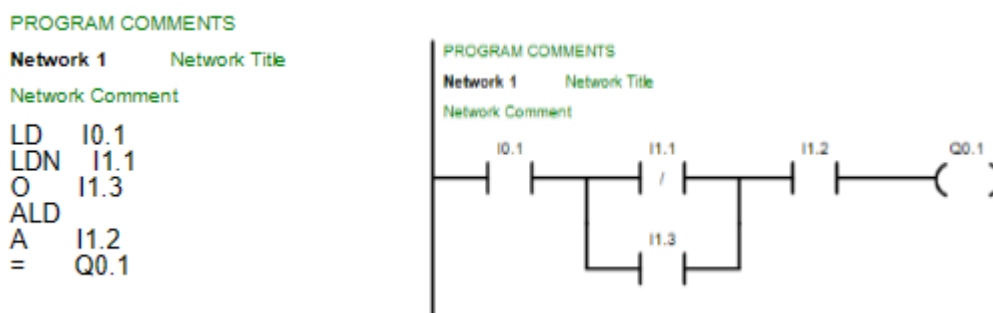 PROGRAM COMMENTS
Network 1 Network Title
Network Comment
LD I0.1
LDN I1.1
O I1.3
ALD
A I1.2
= Q0.1
PROGRAM COMMENTS
Network 1 Network Title
Network Comment
I0.1 I1.1 I1.2 Q0.1
/
I1.3